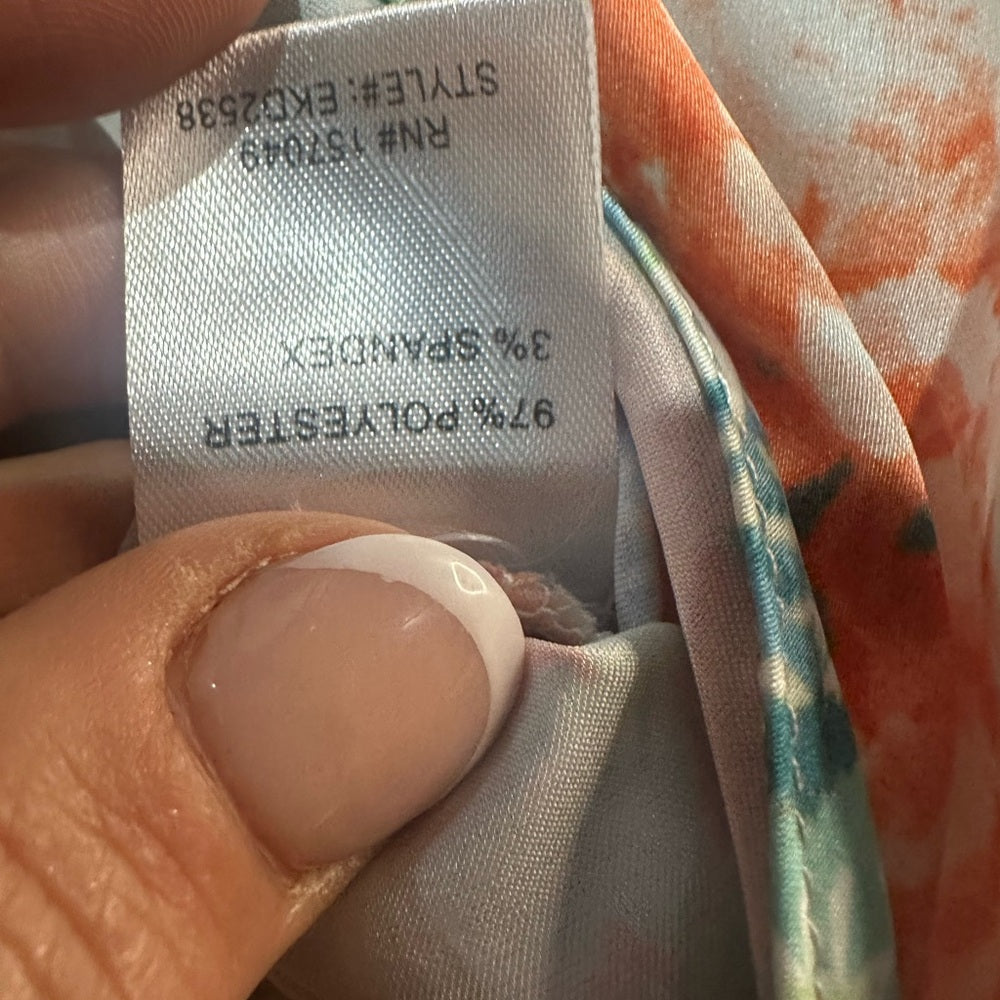 97% POLYESTER
3% SPANDEX
RN# 157049
STYLE#: EKD2538